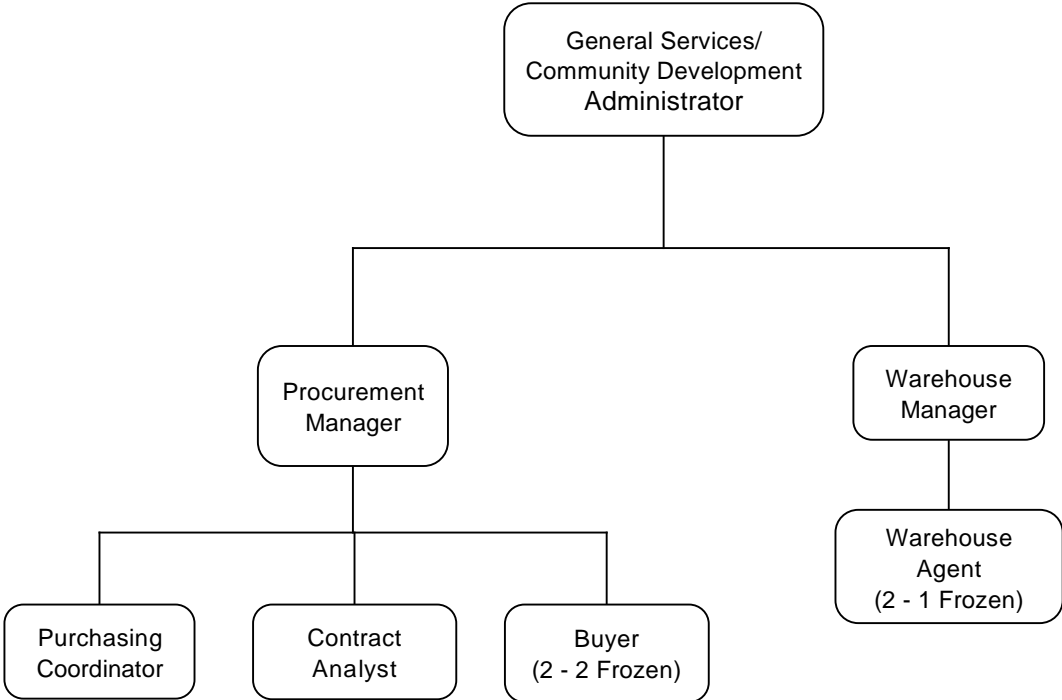 General Services/
Community Development
Administrator
Procurement
Manager
Warehouse
Manager
Warehouse
Agent
(2 - 1 Frozen)
Purchasing
Coordinator
Contract
Analyst
Buyer
(2 - 2 Frozen)